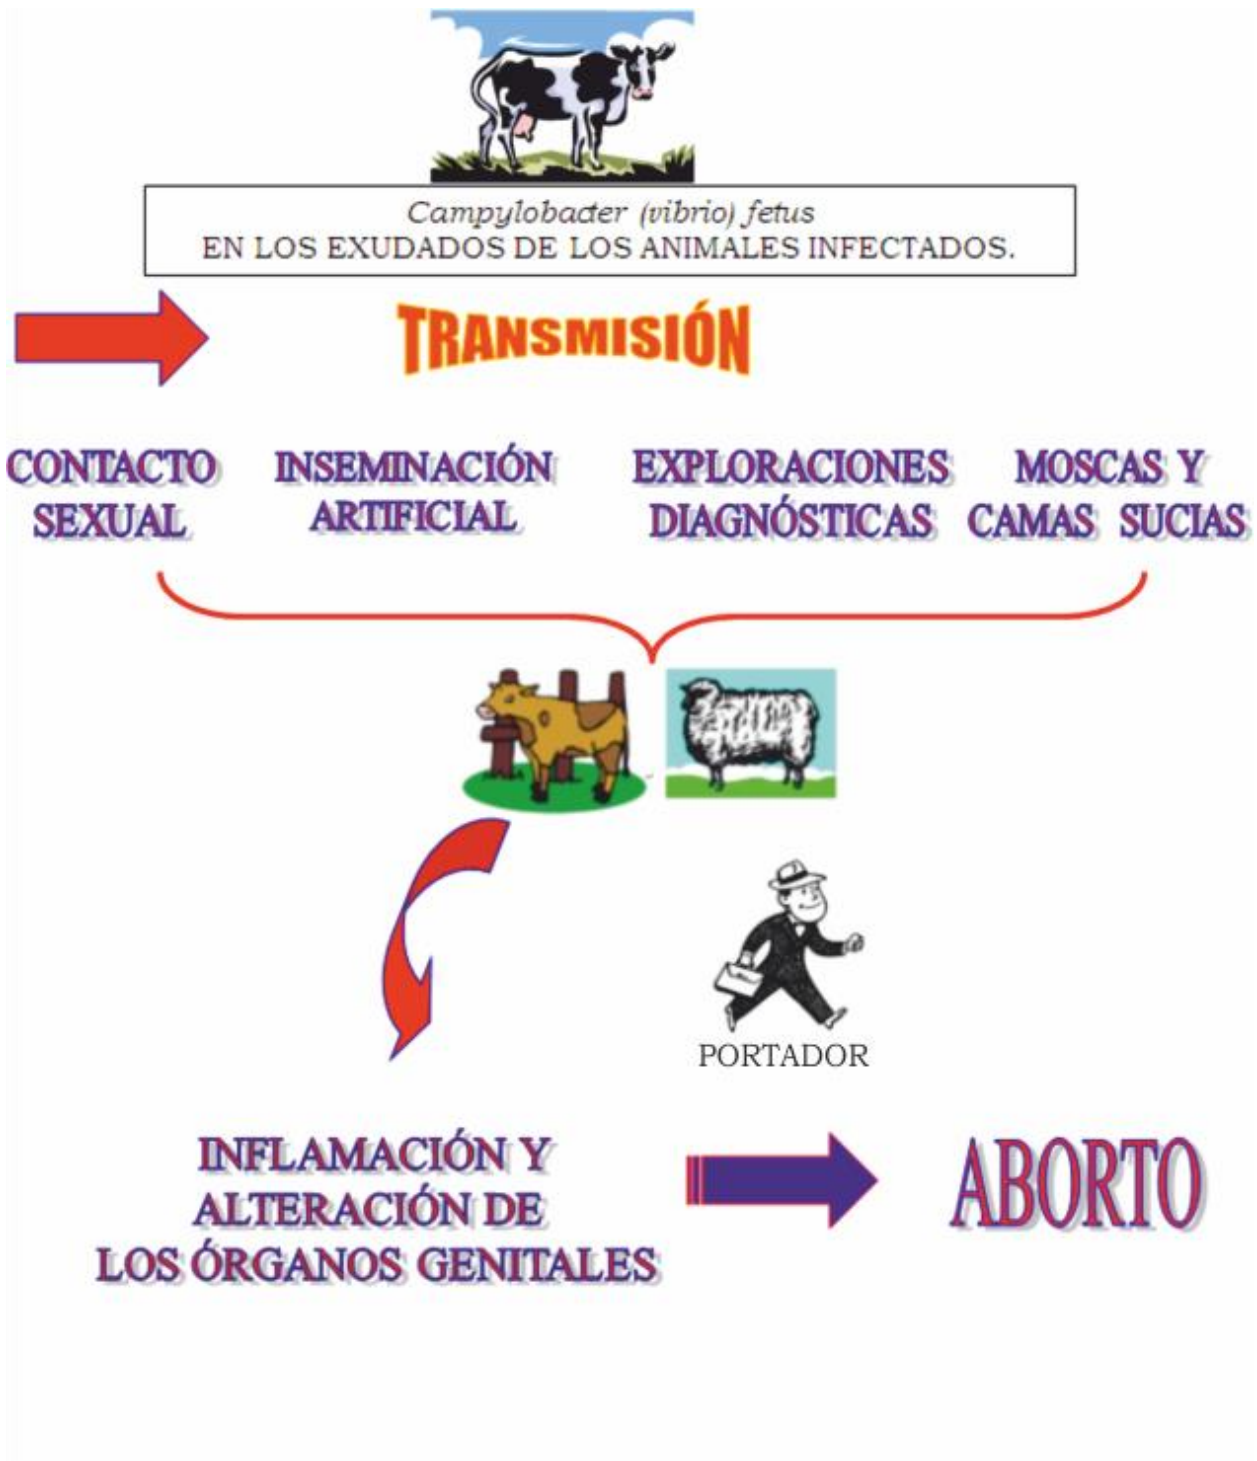 Campylobacter (vibrio) fetus
EN LOS EXUDADOS DE LOS ANIMALES INFECTADOS.
TRANSMISIÓN
CONTACTO
SEXUAL
INSEMINACIÓN
ARTIFICIAL
EXPLORACIONES
DIAGNÓSTICAS
MOSCAS Y
CAMAS SUCIAS
PORTADOR
INFLAMACIÓN Y
ALTERACIÓN DE
LOS ÓRGANOS GENITALES
ABORTO